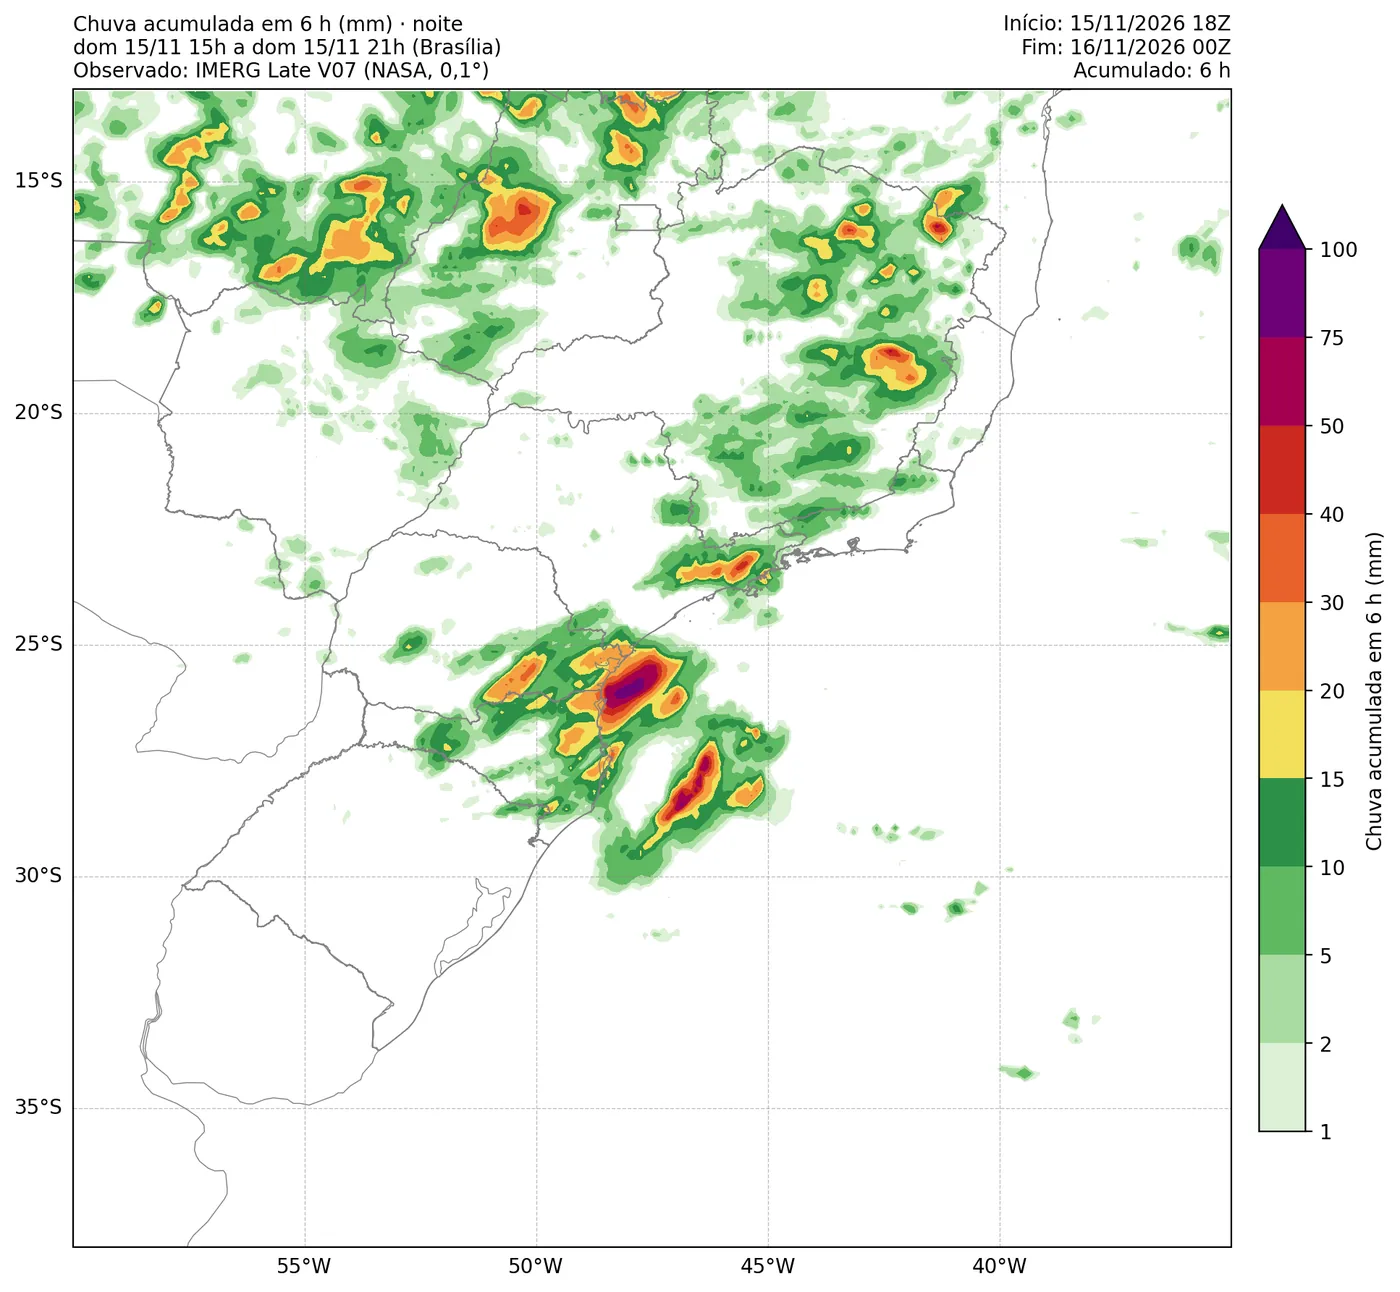 Chuva acumulada em 6 h (mm) · noite
dom 15/11 15h a dom 15/11 21h (Brasília)
Observado: IMERG Late V07 (NASA, 0,1°)
Início: 15/11/2026 18Z
Fim: 16/11/2026 00Z
Acumulado: 6 h
15°S
20°S
25°S
30°S
35°S
55°W
50°W
45°W
40°W
100
75
50
40
30
20
15
10
5
2
1
Chuva acumulada em 6 h (mm)